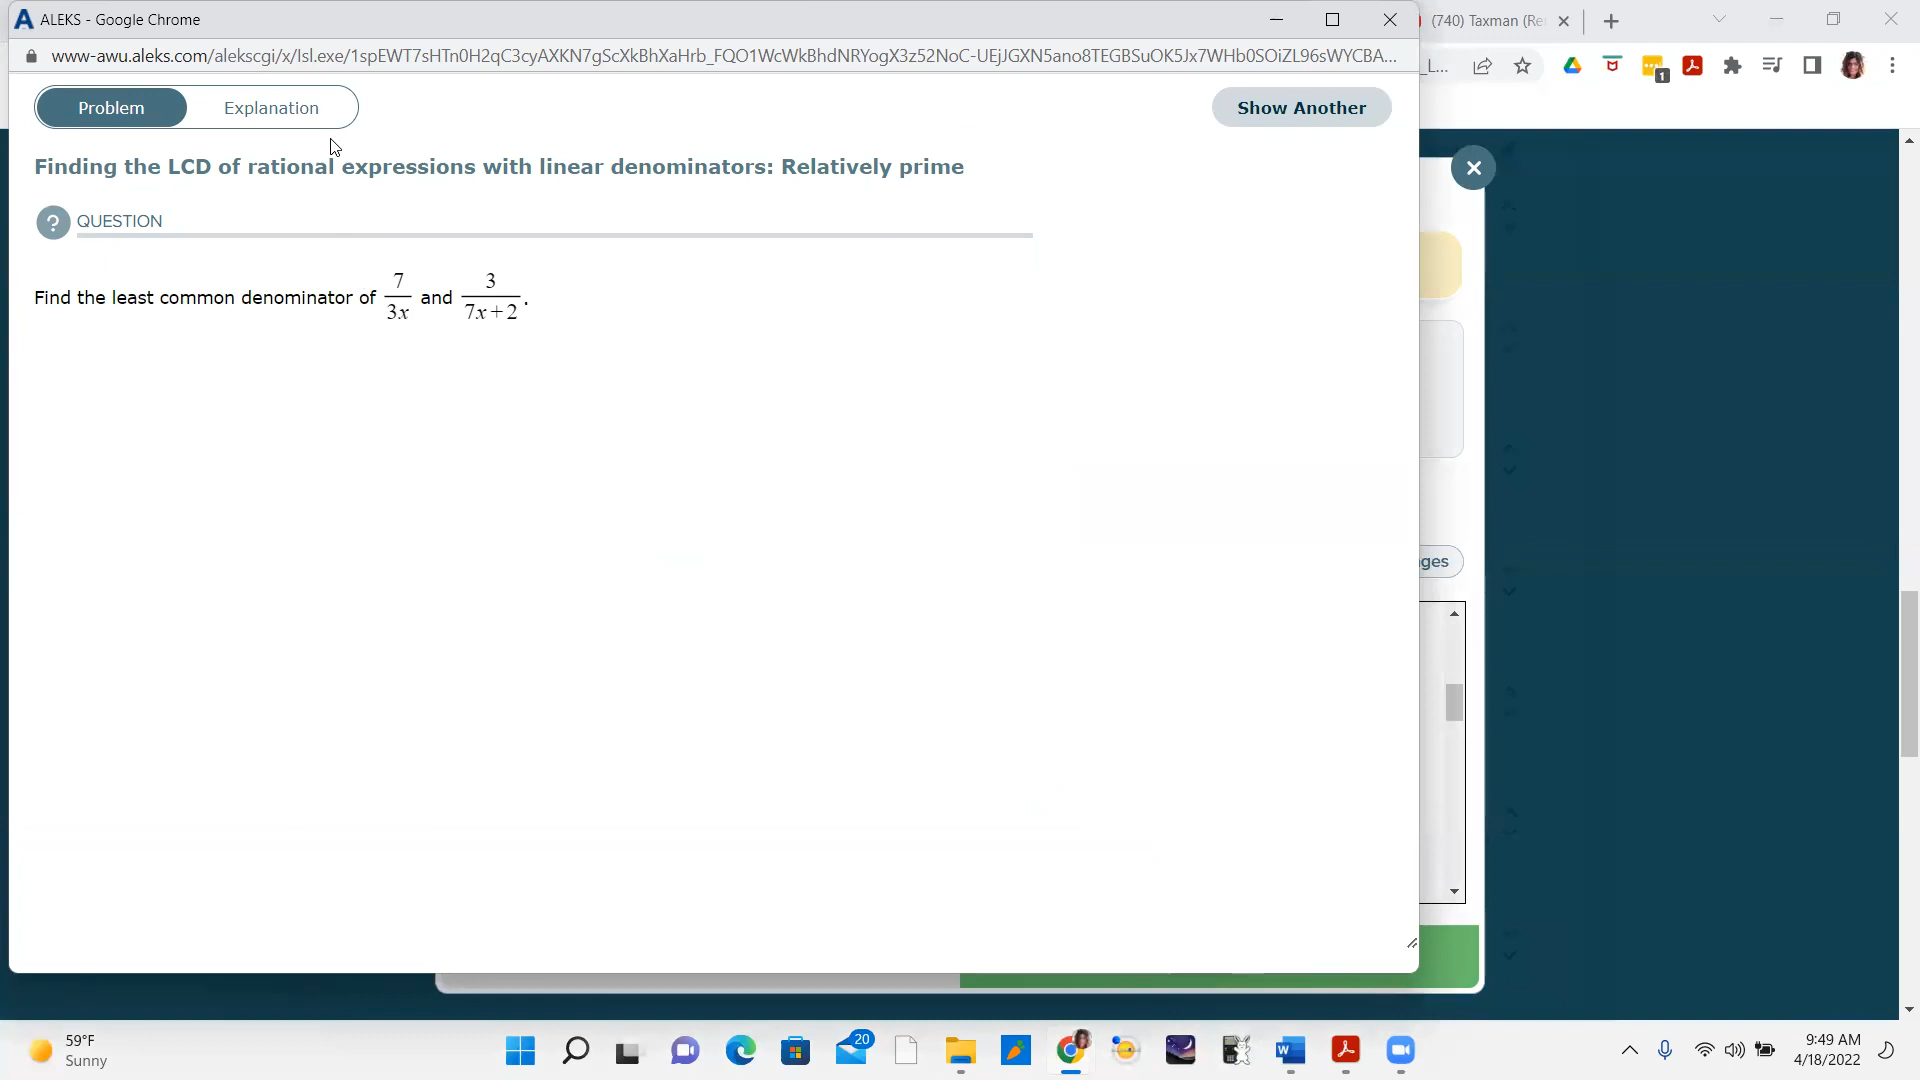 ALEKS - Google Chrome
(740) Taxman (Re
www-awu.aleks.com/alekscgi/x/Isl.exe/1spEWT7sHTn0H2qC3cyAXKN7gScXkBhXaHrb_FQO1WcWkBhdNRYogX3z52NoC-UEjJGXN5ano8TEGBSuOK5Jx7WHb0SOiZL96sWYCBA...
_L...
1
Problem
Explanation
Show Another
Finding the LCD of rational expressions with linear denominators: Relatively prime
? QUESTION
Find the least common denominator of 7/3x and 3/7x+2.
ges
59°F
Sunny
20
9:49 AM
4/18/2022